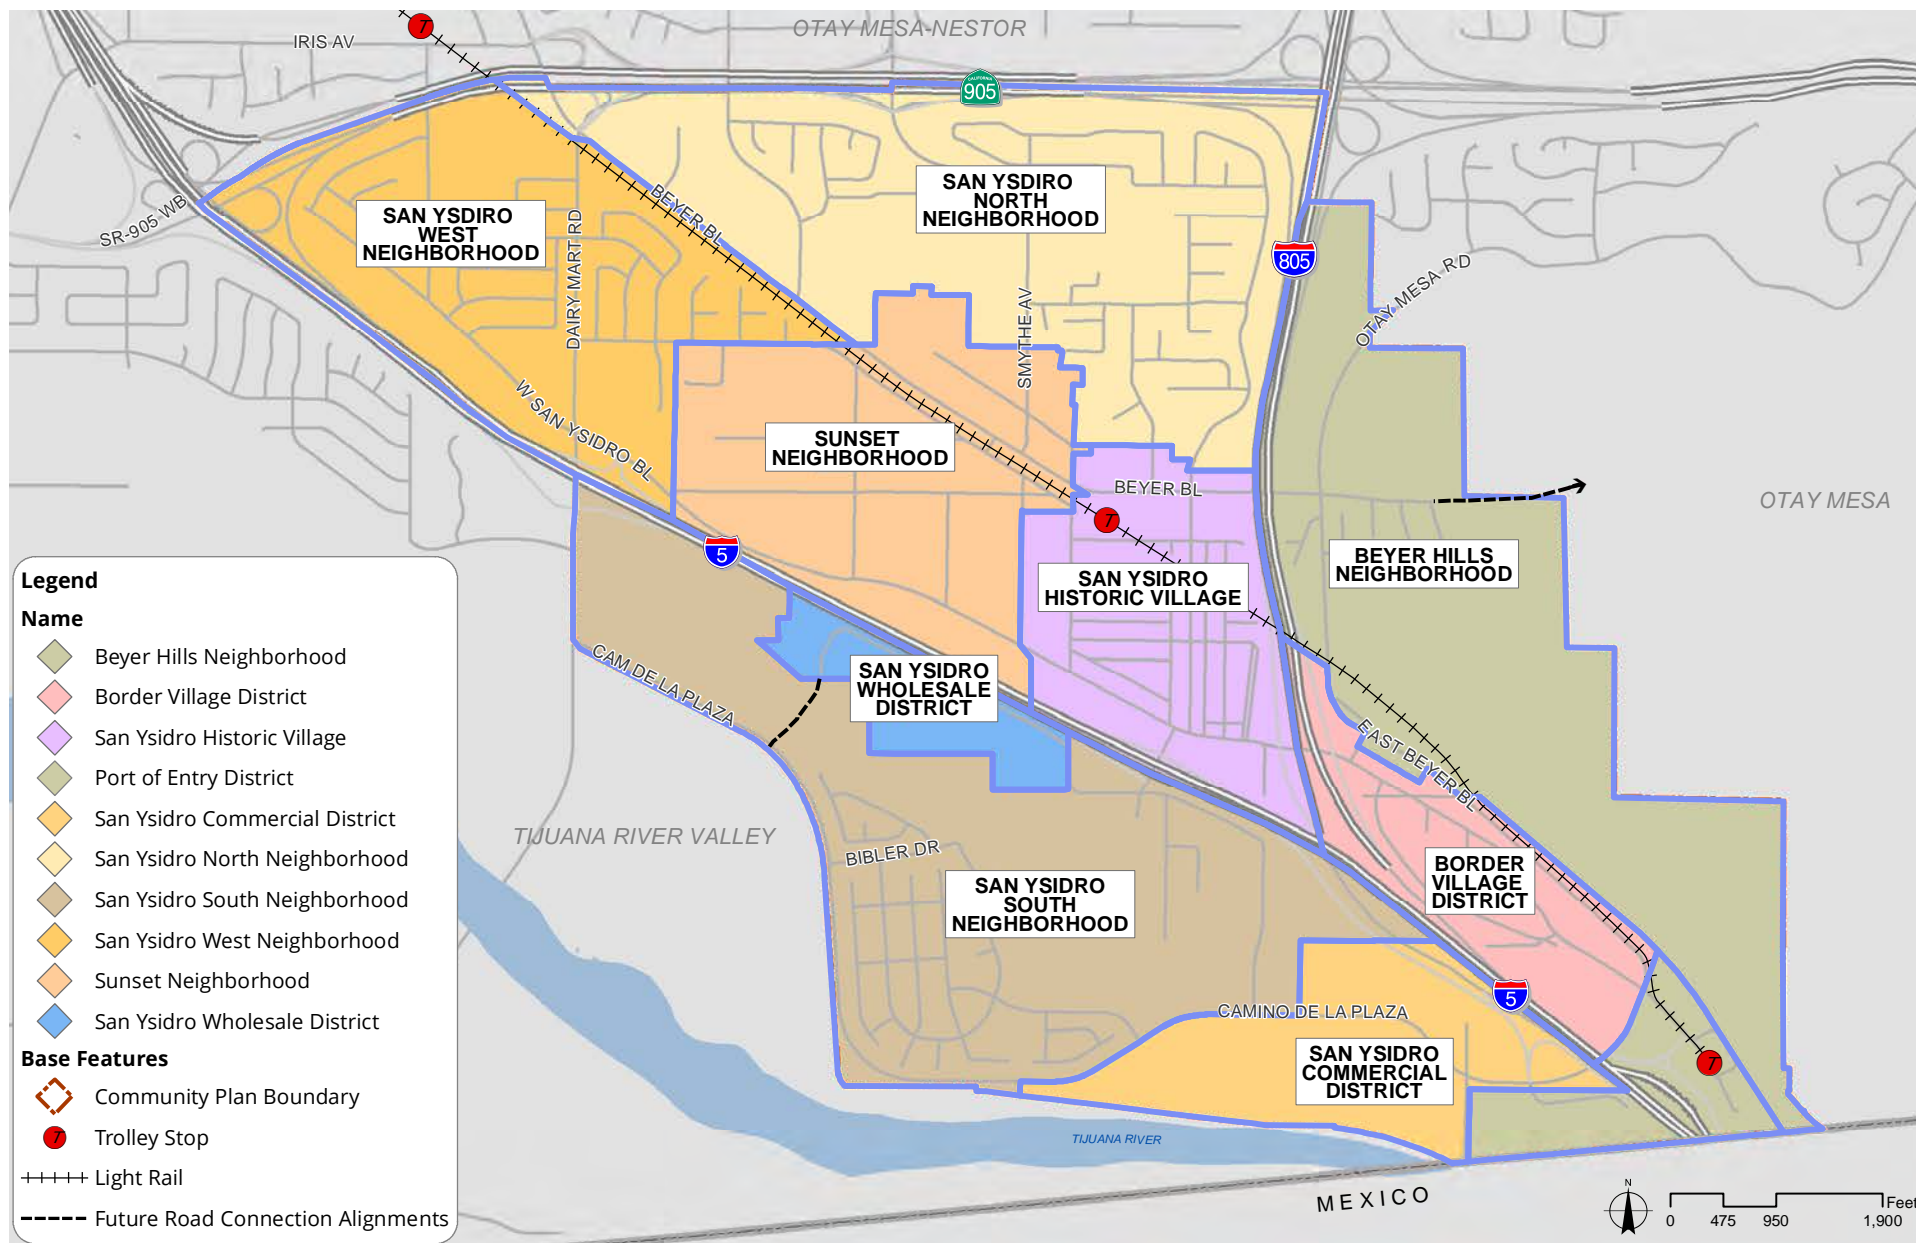 OTAY MESA-NESTOR
IRIS AV
T
CALIFORNIA
905
SAN YSDIRO
NORTH
NEIGHBORHOOD
SAN YSDIRO
WEST
NEIGHBORHOOD
BEYER BL
SR-905 WB
DAIRY MART RD
805
OTAY MESA RD
SMYTHE AV
W SAN YSIDRO BL
SUNSET
NEIGHBORHOOD
BEYER BL
OTAY MESA
T
5
BEYER HILLS
NEIGHBORHOOD
SAN YSIDRO
HISTORIC VILLAGE
CAM DE LA PLAZA
SAN YSIDRO
WHOLESALE
DISTRICT
EAST BEYER BL
TIJUANA RIVER VALLEY
BIBLER DR
SAN YSIDRO
SOUTH
NEIGHBORHOOD
BORDER
VILLAGE
DISTRICT
5
CAMINO DE LA PLAZA
SAN YSIDRO
COMMERCIAL
DISTRICT
T
TIJUANA RIVER
MEXICO
Legend
Name
Beyer Hills Neighborhood
Border Village District
San Ysidro Historic Village
Port of Entry District
San Ysidro Commercial District
San Ysidro North Neighborhood
San Ysidro South Neighborhood
San Ysidro West Neighborhood
Sunset Neighborhood
San Ysidro Wholesale District
Base Features
Community Plan Boundary
T Trolley Stop
Light Rail
Future Road Connection Alignments
N
Feet
0 475 950 1,900